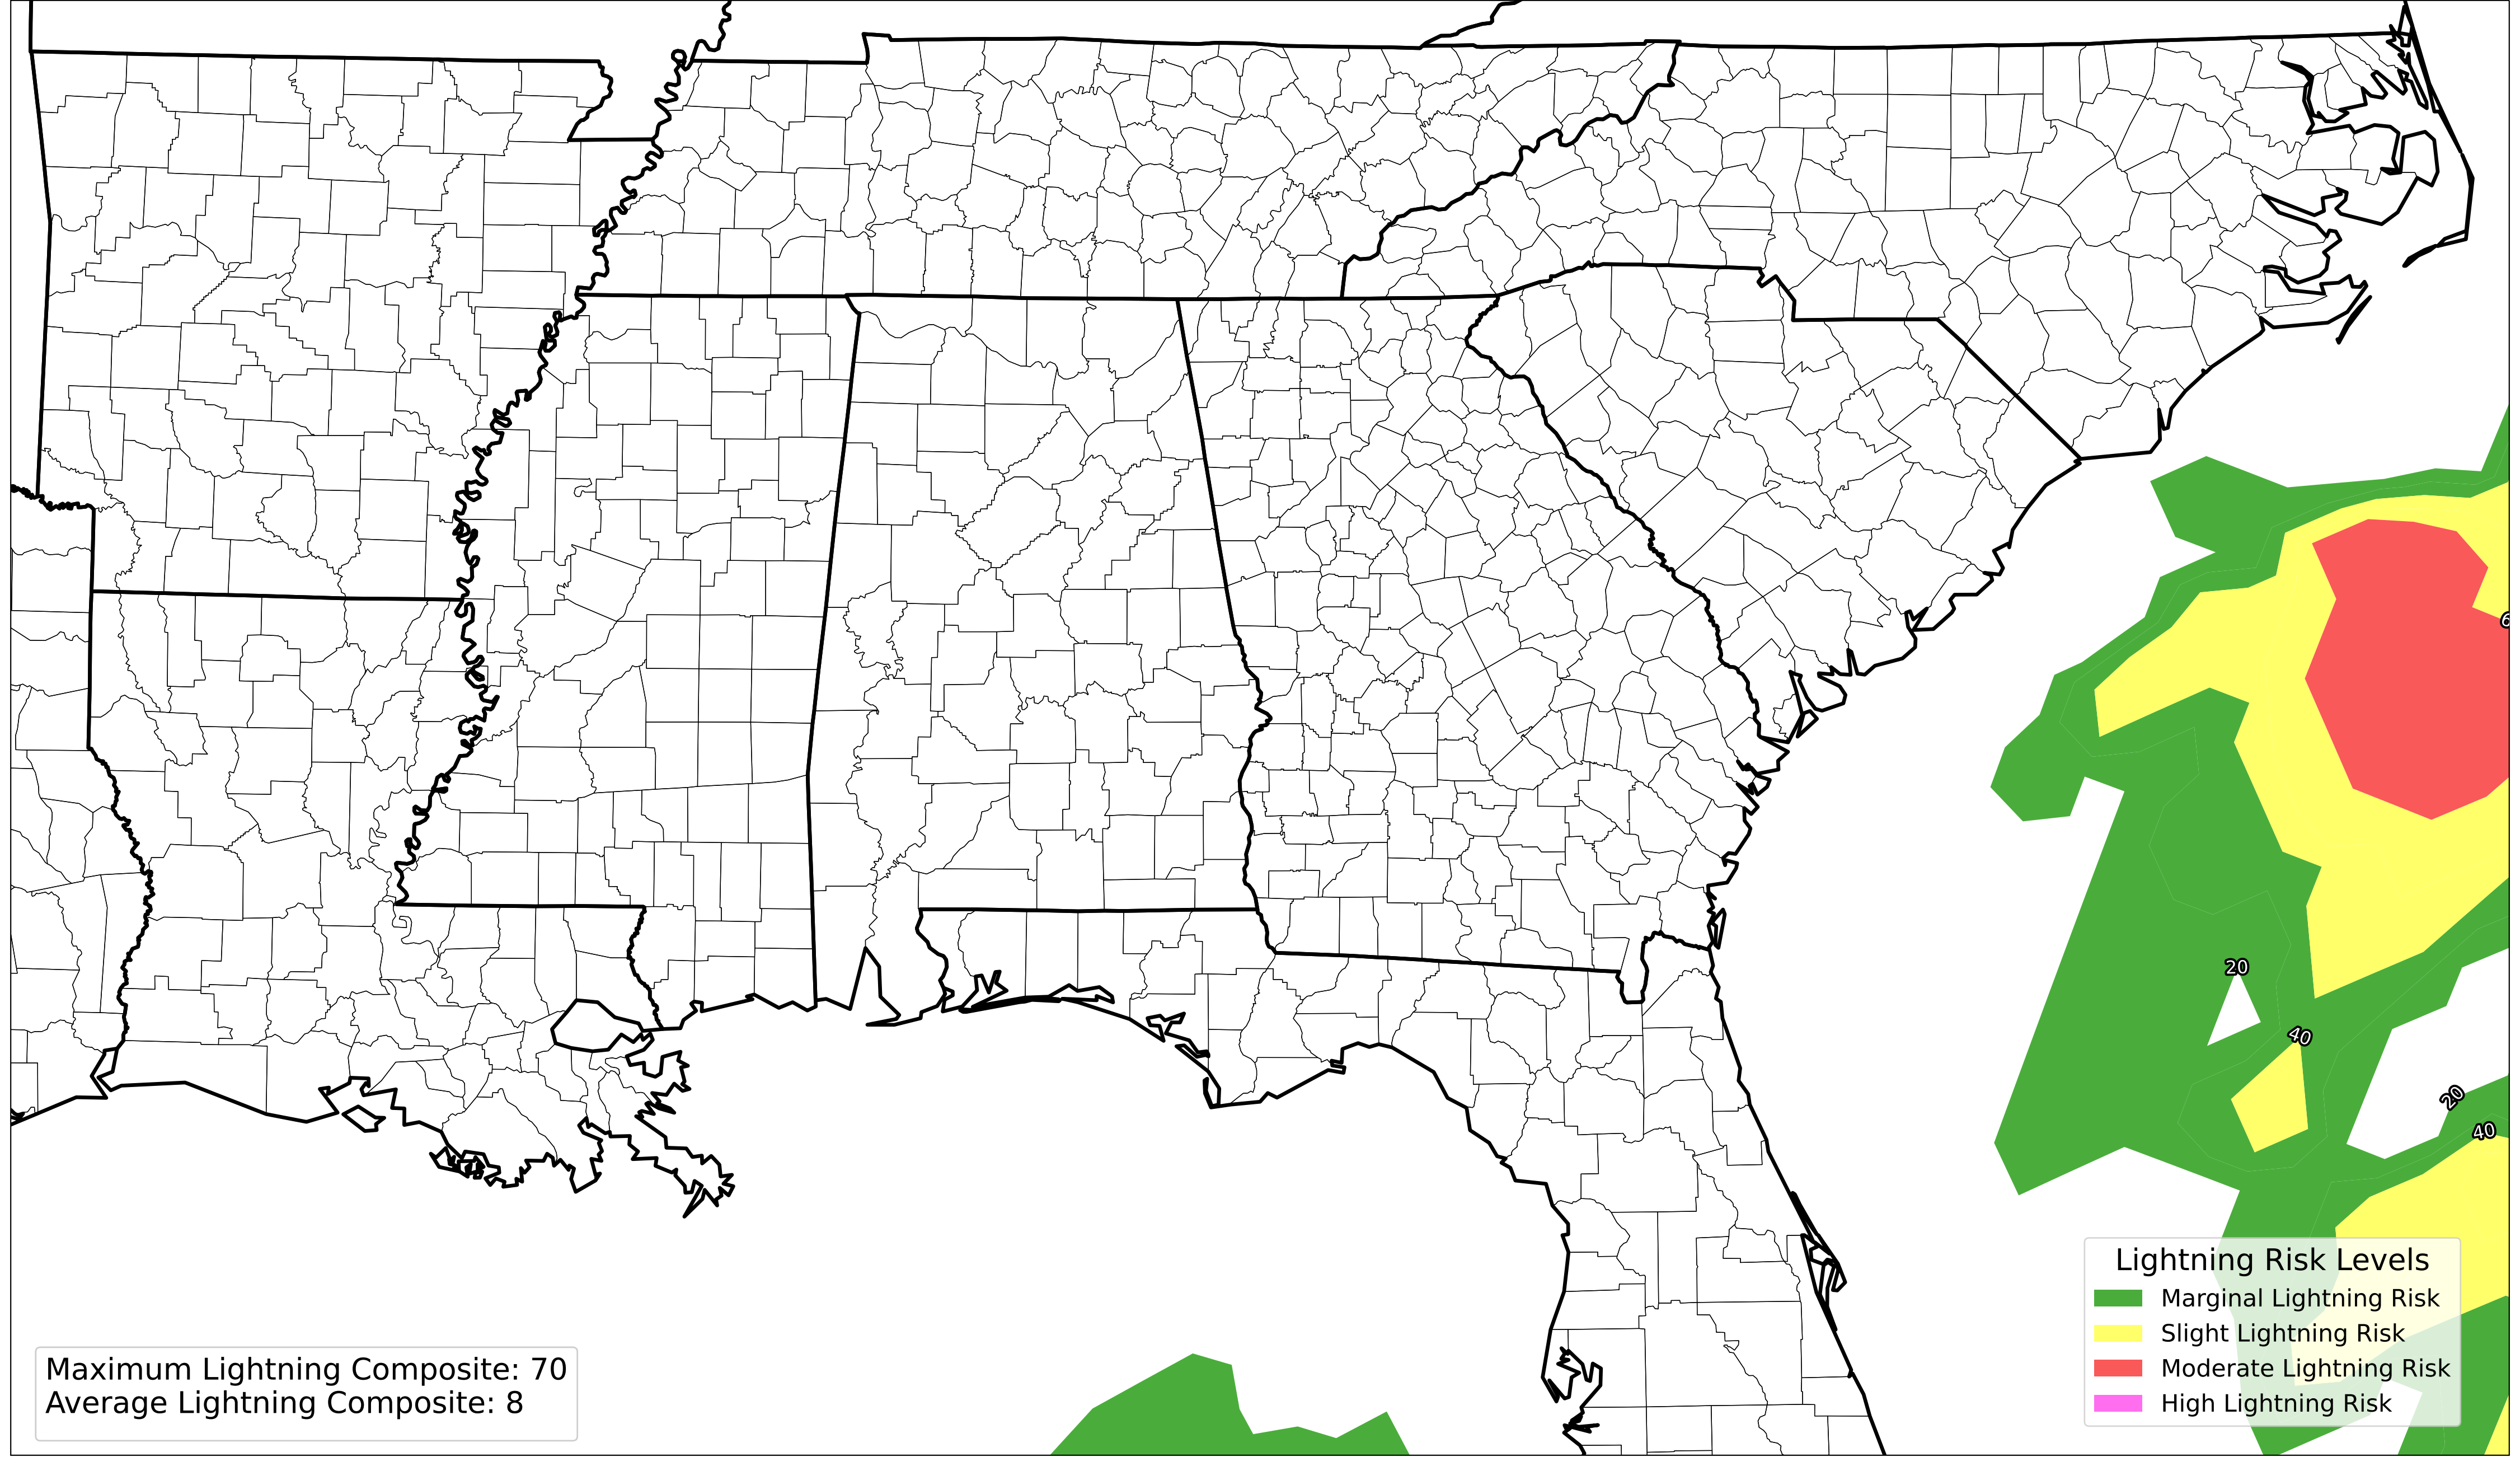 6
20
40
20
40
Lightning Risk Levels
Marginal Lightning Risk
Slight Lightning Risk
Moderate Lightning Risk
High Lightning Risk
Maximum Lightning Composite: 70
Average Lightning Composite: 8